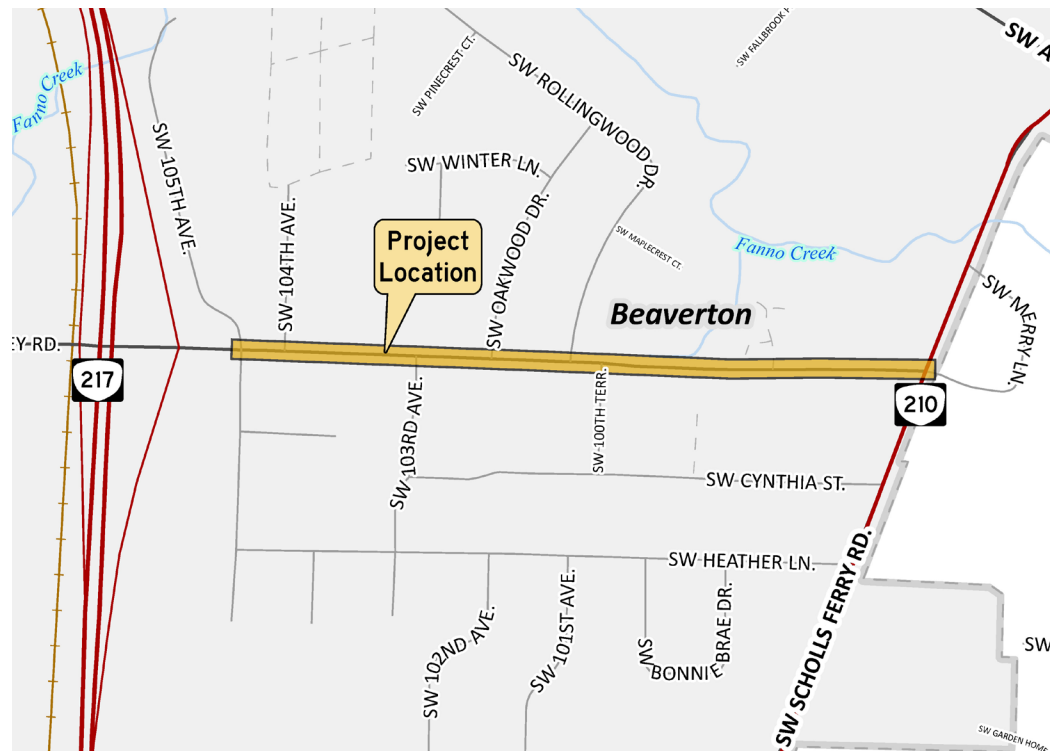 SW A
SW FALLBROOK P
SW PINECREST CT.
SW ROLLINGWOOD DR.
Fanno Creek
SW 105TH AVE.
SW WINTER LN.
SW 104TH AVE.
SW OAKWOOD DR.
SW MAPLECREST CT.
Project
Location
Fanno Creek
SW MERRY LN.
Beaverton
EY RD.
217
210
SW 103RD AVE.
SW 100TH TERR.
SW CYNTHIA ST.
SW HEATHER LN.
SW SCHOLLS FERRY RD.
SW 102ND AVE.
SW 101ST AVE.
SW BONNIE BRAE DR.
SW
SW GARDEN HOME